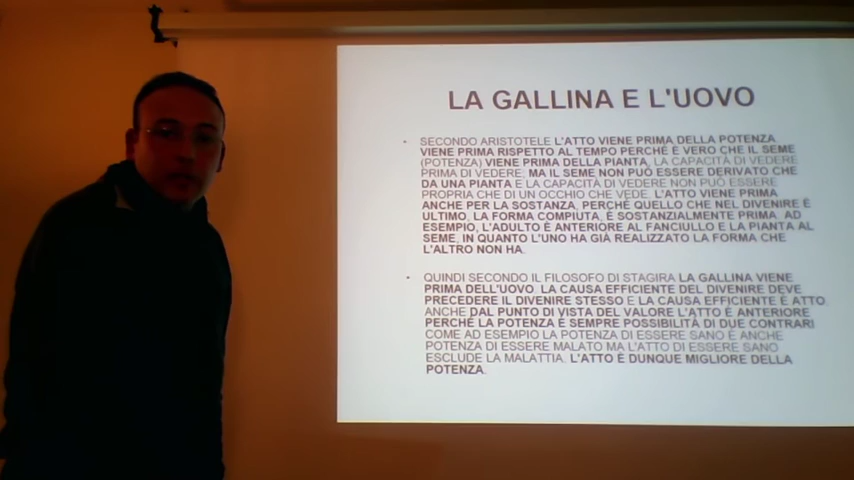 LA GALLINA E L'UOVO
• SECONDO ARISTOTELE L'ATTO VIENE PRIMA DELLA POTENZA.
VIENE PRIMA RISPETTO AL TEMPO PERCHÉ È VERO CHE IL SEME
(POTENZA) VIENE PRIMA DELLA PIANTA, LA CAPACITÀ DI VEDERE
PRIMA DI VEDERE; MA IL SEME NON PUÒ ESSERE DERIVATO CHE
DA UNA PIANTA E LA CAPACITÀ DI VEDERE NON PUÒ ESSERE
PROPRIA CHE DI UN OCCHIO CHE VEDE. L'ATTO VIENE PRIMA
ANCHE PER LA SOSTANZA, PERCHÉ QUELLO CHE NEL DIVENIRE È
ULTIMO, LA FORMA COMPIUTA, È SOSTANZIALMENTE PRIMA. AD
ESEMPIO, L'ADULTO È ANTERIORE AL FANCIULLO E LA PIANTA AL
SEME, IN QUANTO L'UNO HA GIÀ REALIZZATO LA FORMA CHE
L'ALTRO NON HA.
• QUINDI SECONDO IL FILOSOFO DI STAGIRA LA GALLINA VIENE
PRIMA DELL'UOVO. LA CAUSA EFFICIENTE DEL DIVENIRE DEVE
PRECEDERE IL DIVENIRE STESSO E LA CAUSA EFFICIENTE È ATTO.
ANCHE DAL PUNTO DI VISTA DEL VALORE L'ATTO È ANTERIORE
PERCHÉ LA POTENZA È SEMPRE POSSIBILITÀ DI DUE CONTRARI
COME AD ESEMPIO LA POTENZA DI ESSERE SANO È ANCHE
POTENZA DI ESSERE MALATO MA L'ATTO DI ESSERE SANO
ESCLUDE LA MALATTIA. L'ATTO È DUNQUE MIGLIORE DELLA
POTENZA.